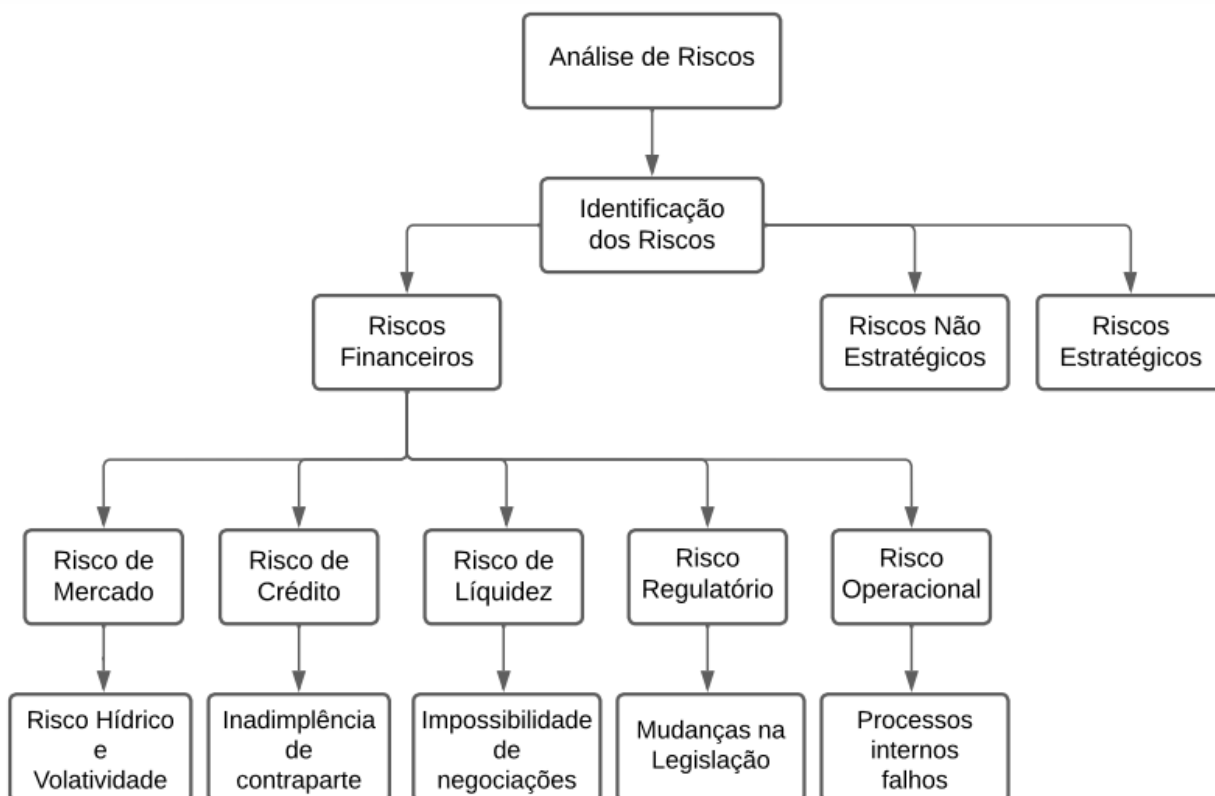 Análise de Riscos
Identificação
dos Riscos
Riscos
Financeiros
Riscos Não
Estratégicos
Riscos
Estratégicos
Risco de
Mercado
Risco de
Crédito
Risco de
Líquidez
Risco
Regulatório
Risco
Operacional
Risco Hídrico
e
Volatividade
Inadimplência
de
contraparte
Impossibilidade
de
negociações
Mudanças na
Legislação
Processos
internos
falhos